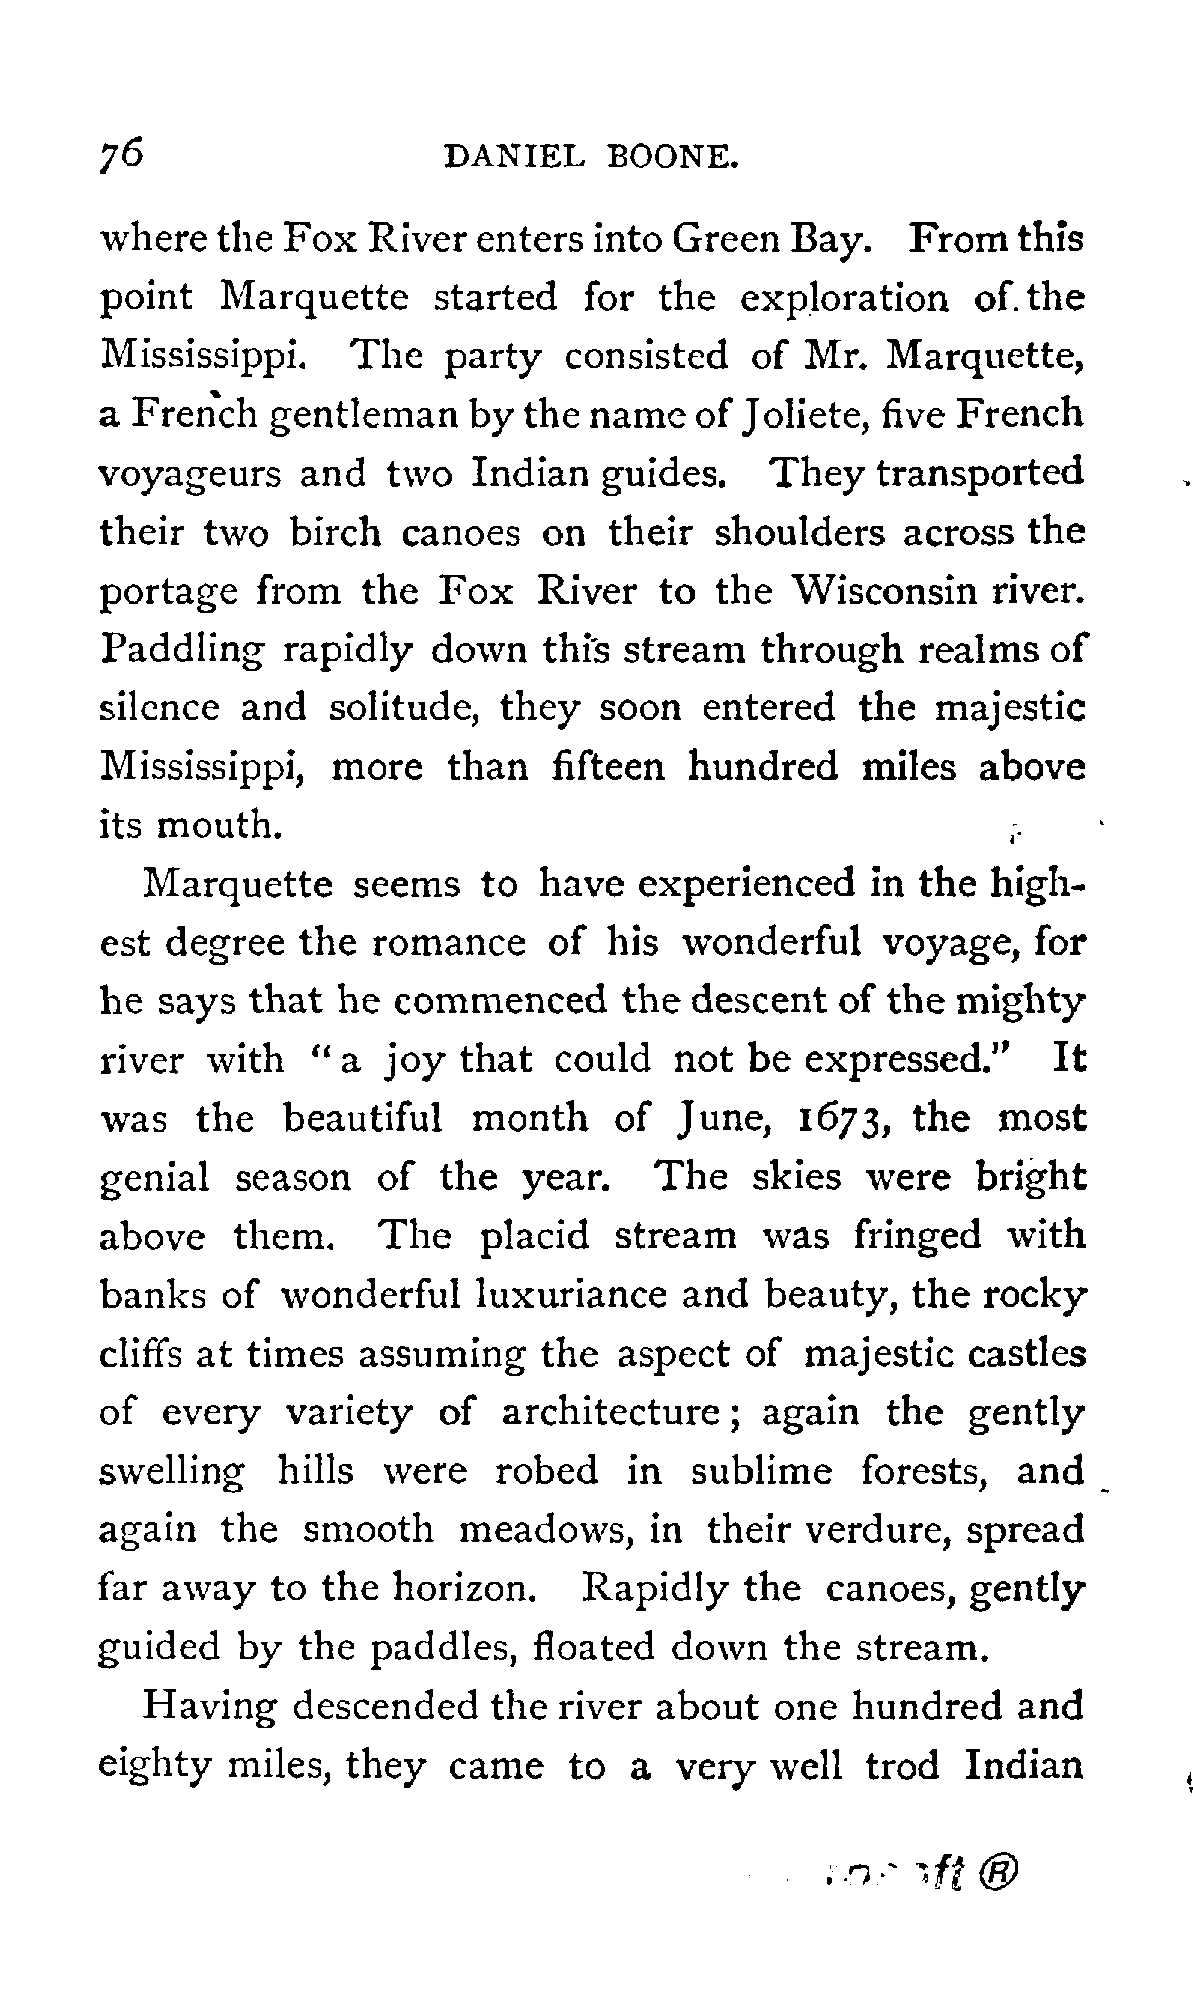 76 DANIEL BOONE.
where the Fox River enters into Green Bay. From this
point Marquette started for the exploration of the
Mississippi. The party consisted of Mr. Marquette,
a French gentleman by the name of Joliete, five French
voyageurs and two Indian guides. They transported
their two birch canoes on their shoulders across the
portage from the Fox River to the Wisconsin river.
Paddling rapidly down this stream through realms of
silence and solitude, they soon entered the majestic
Mississippi, more than fifteen hundred miles above
its mouth.
Marquette seems to have experienced in the high-
est degree the romance of his wonderful voyage, for
he says that he commenced the descent of the mighty
river with “ a joy that could not be expressed.” It
was the beautiful month of June, 1673, the most
genial season of the year. The skies were bright
above them. The placid stream was fringed with
banks of wonderful luxuriance and beauty, the rocky
cliffs at times assuming the aspect of majestic castles
of every variety of architecture ; again the gently
swelling hills were robed in sublime forests, and
again the smooth meadows, in their verdure, spread
far away to the horizon. Rapidly the canoes, gently
guided by the paddles, floated down the stream.
Having descended the river about one hundred and
eighty miles, they came to a very well trod Indian
®